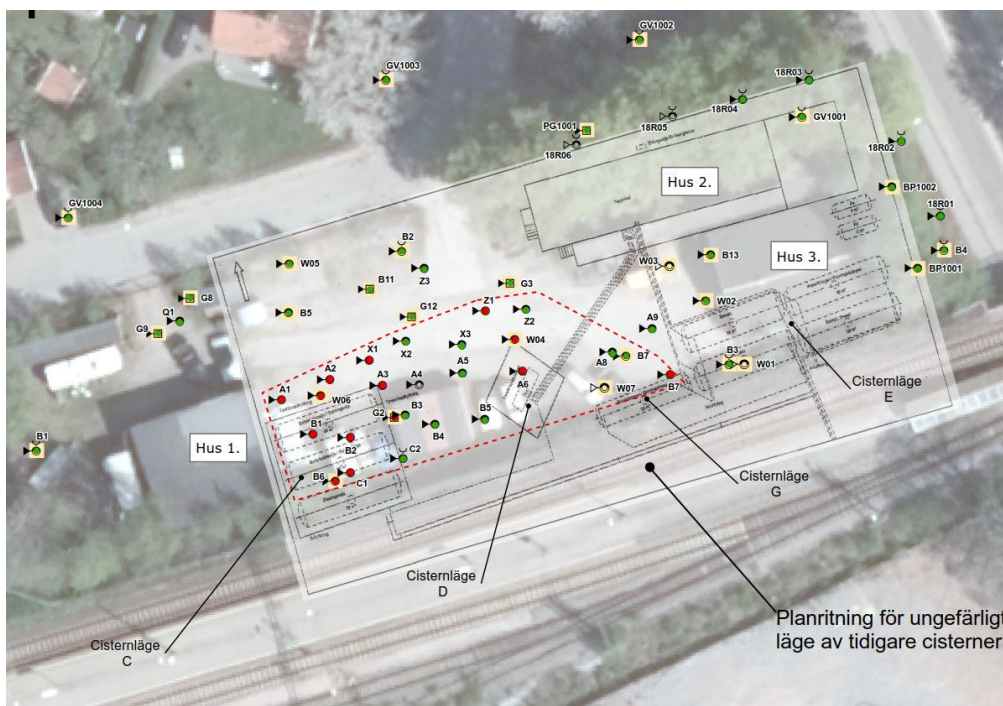 GV1002
GV1003
18R03
18R04
18R05
GV1001
PG1001
18R06
18R02
Hus 2.
BP1002
GV1004
18R01
B2
B4
W05
Z3
W03
B13
Hus 3.
BP1001
B11
G3
G8
Q1
B5
G12
Z1
Z2
W02
G9
A9
X1
X2
X3
W04
A8
B7
B3
W01
A2
A5
A1
A3
A4
A6
B7
W06
W07
Cisternläge
E
G2
B3
B5
B1
B4
B1
Hus 1.
B2
C2
B6
C1
Cisternläge
G
Cisternläge
D
Cisternläge
C
Planritning för ungefärligt
läge av tidigare cisterner